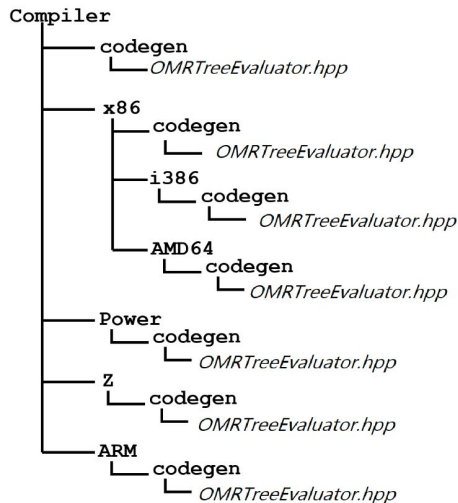 Compiler
codegen
OMRTreeEvaluator.hpp
x86
codegen
OMRTreeEvaluator.hpp
i386
codegen
OMRTreeEvaluator.hpp
AMD64
codegen
OMRTreeEvaluator.hpp
Power
codegen
OMRTreeEvaluator.hpp
Z
codegen
OMRTreeEvaluator.hpp
ARM
codegen
OMRTreeEvaluator.hpp